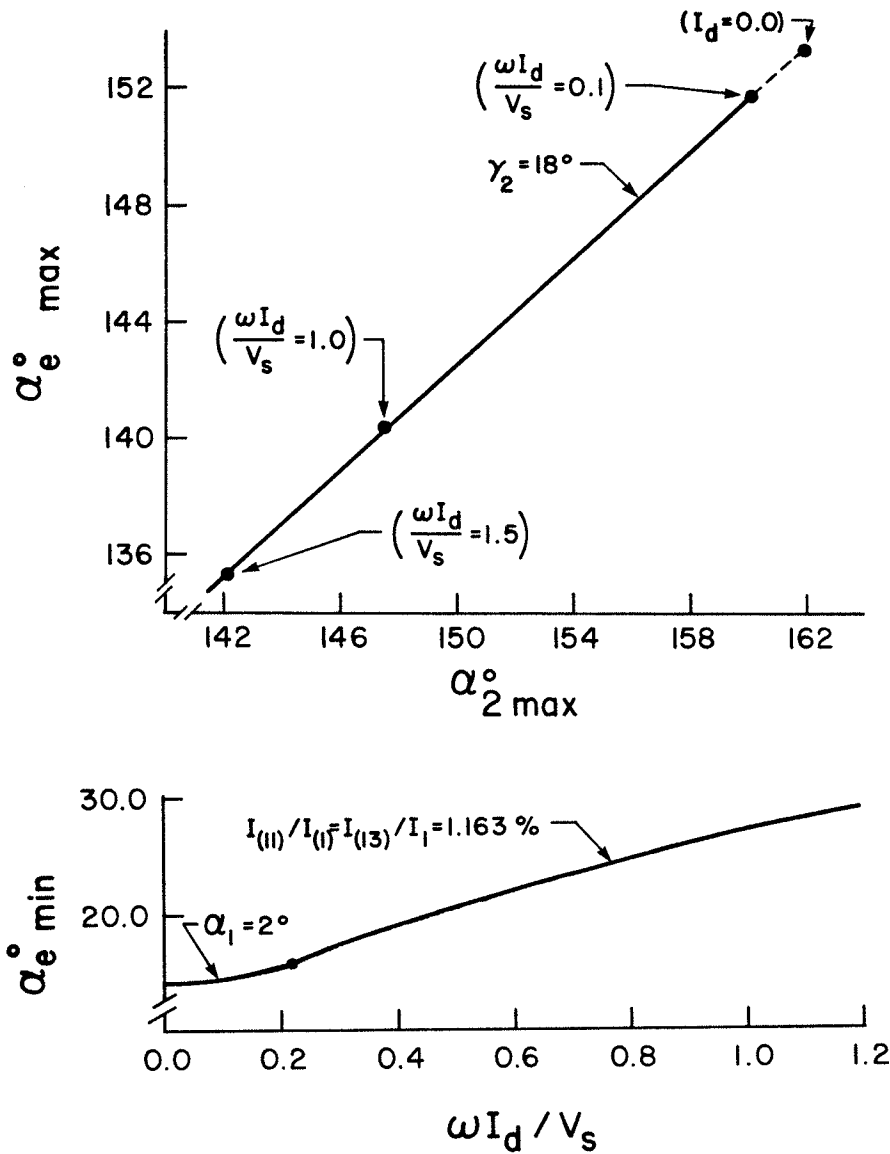 (I_d=0.0)
(ωI_d/V_s=0.1)
152
γ_2=18°
148
α_e° max
144
(ωI_d/V_s=1.0)
140
(ωI_d/V_s=1.5)
136
142 146 150 154 158 162
α_2° max
30.0
I_(11)/I_(1)=I_(13)/I_1=1.163 %
α_e° min
20.0
α_1=2°
0.0 0.2 0.4 0.6 0.8 1.0 1.2
ωI_d/V_s